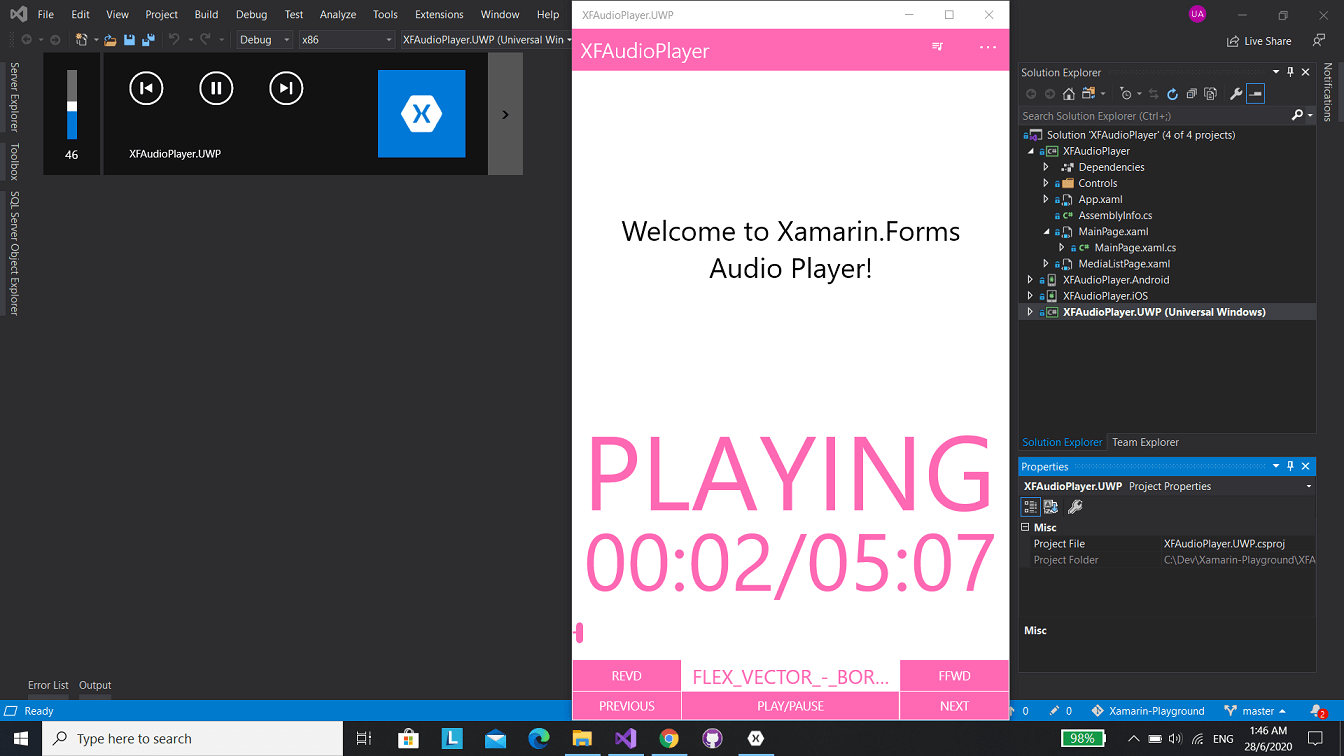 File Edit View Project Build Debug Test Analyze Tools Extensions Window Help
Debug x86 XFAudioPlayer.UWP (Universal Win
Server Explorer
Toolbox
SQL Server Object Explorer
46
XFAudioPlayer.UWP
XFAudioPlayer.UWP
XFAudioPlayer
Welcome to Xamarin.Forms
Audio Player!
PLAYING
00:02/05:07
REVD FLEX_VECTOR_-_BOR... FFWD
PREVIOUS PLAY/PAUSE NEXT
UA
Live Share
Notifications
Solution Explorer
Search Solution Explorer (Ctrl+;)
Solution 'XFAudioPlayer' (4 of 4 projects)
XFAudioPlayer
Dependencies
Controls
App.xaml
AssemblyInfo.cs
MainPage.xaml
MainPage.xaml.cs
MediaListPage.xaml
XFAudioPlayer.Android
XFAudioPlayer.iOS
XFAudioPlayer.UWP (Universal Windows)
Solution Explorer Team Explorer
Properties
XFAudioPlayer.UWP Project Properties
Misc
Project File XFAudioPlayer.UWP.csproj
Project Folder C:\Dev\Xamarin-Playground\XFA
Misc
Error List Output
Ready
0 0 Xamarin-Playground master 2
Type here to search
98% ENG 1:46 AM
28/6/2020